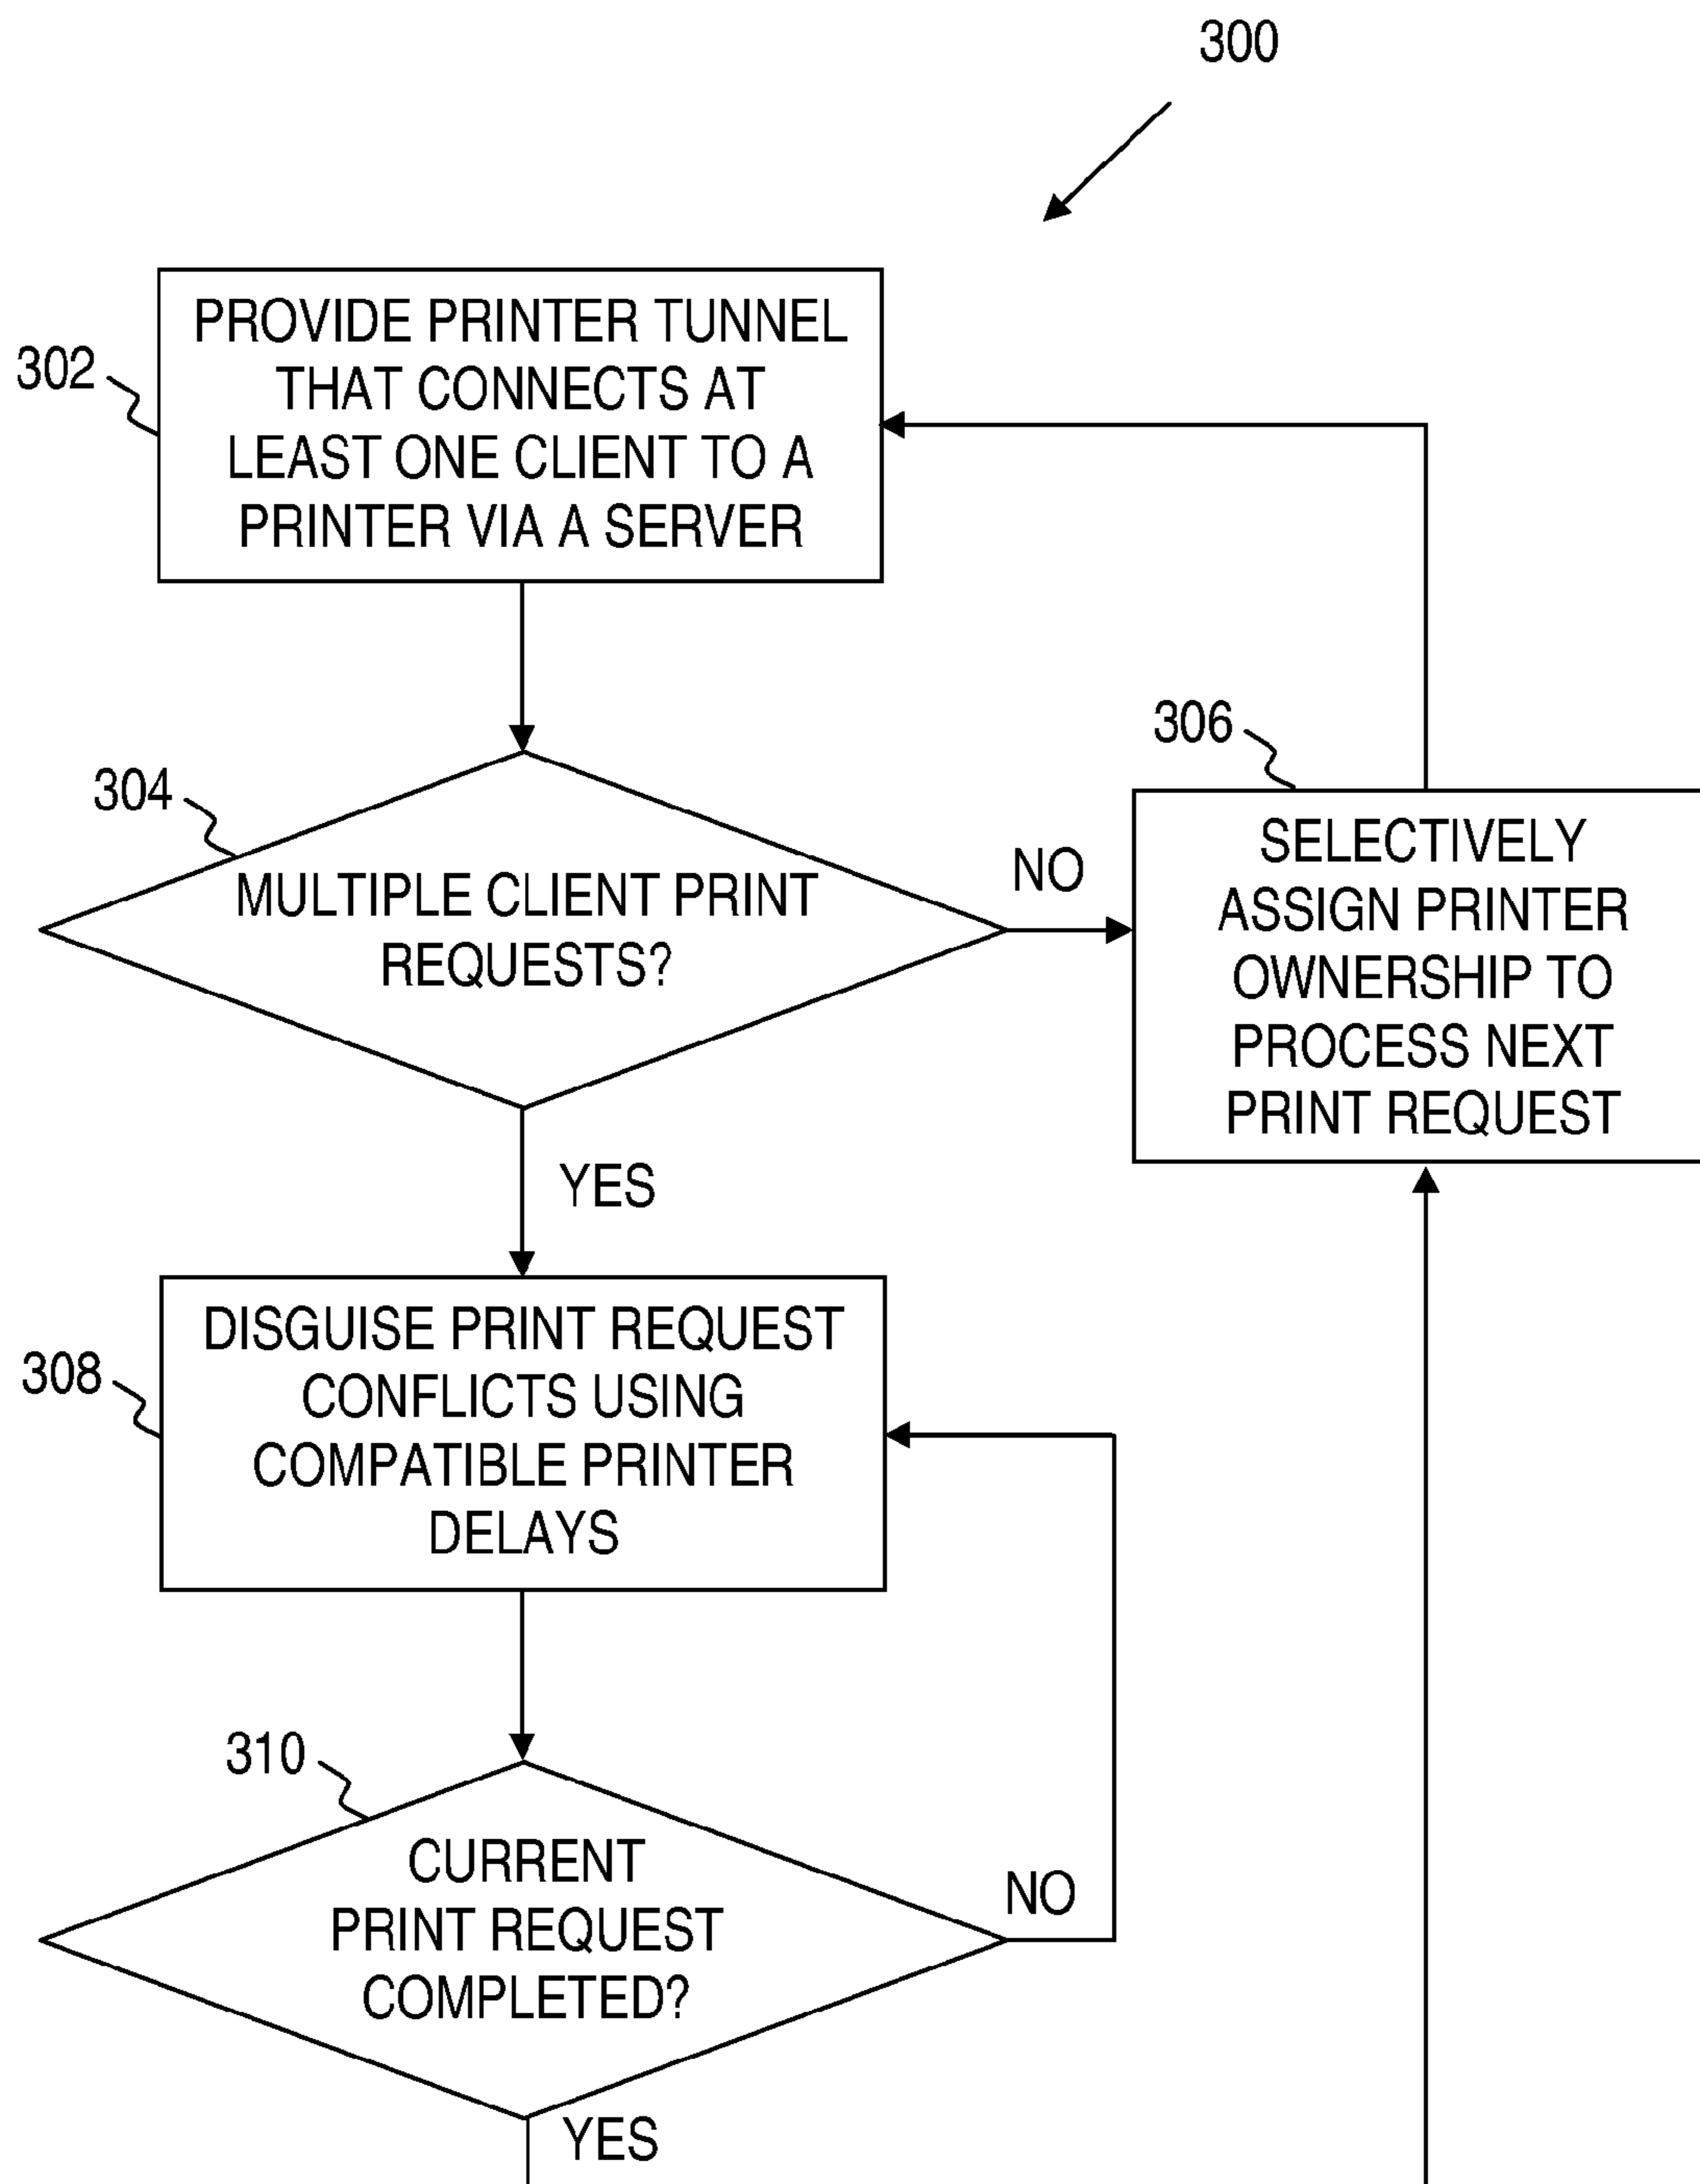 300
302
PROVIDE PRINTER TUNNEL
THAT CONNECTS AT
LEAST ONE CLIENT TO A
PRINTER VIA A SERVER
304
MULTIPLE CLIENT PRINT
REQUESTS?
NO
306
SELECTIVELY
ASSIGN PRINTER
OWNERSHIP TO
PROCESS NEXT
PRINT REQUEST
YES
308
DISGUISE PRINT REQUEST
CONFLICTS USING
COMPATIBLE PRINTER
DELAYS
310
CURRENT
PRINT REQUEST
COMPLETED?
NO
YES